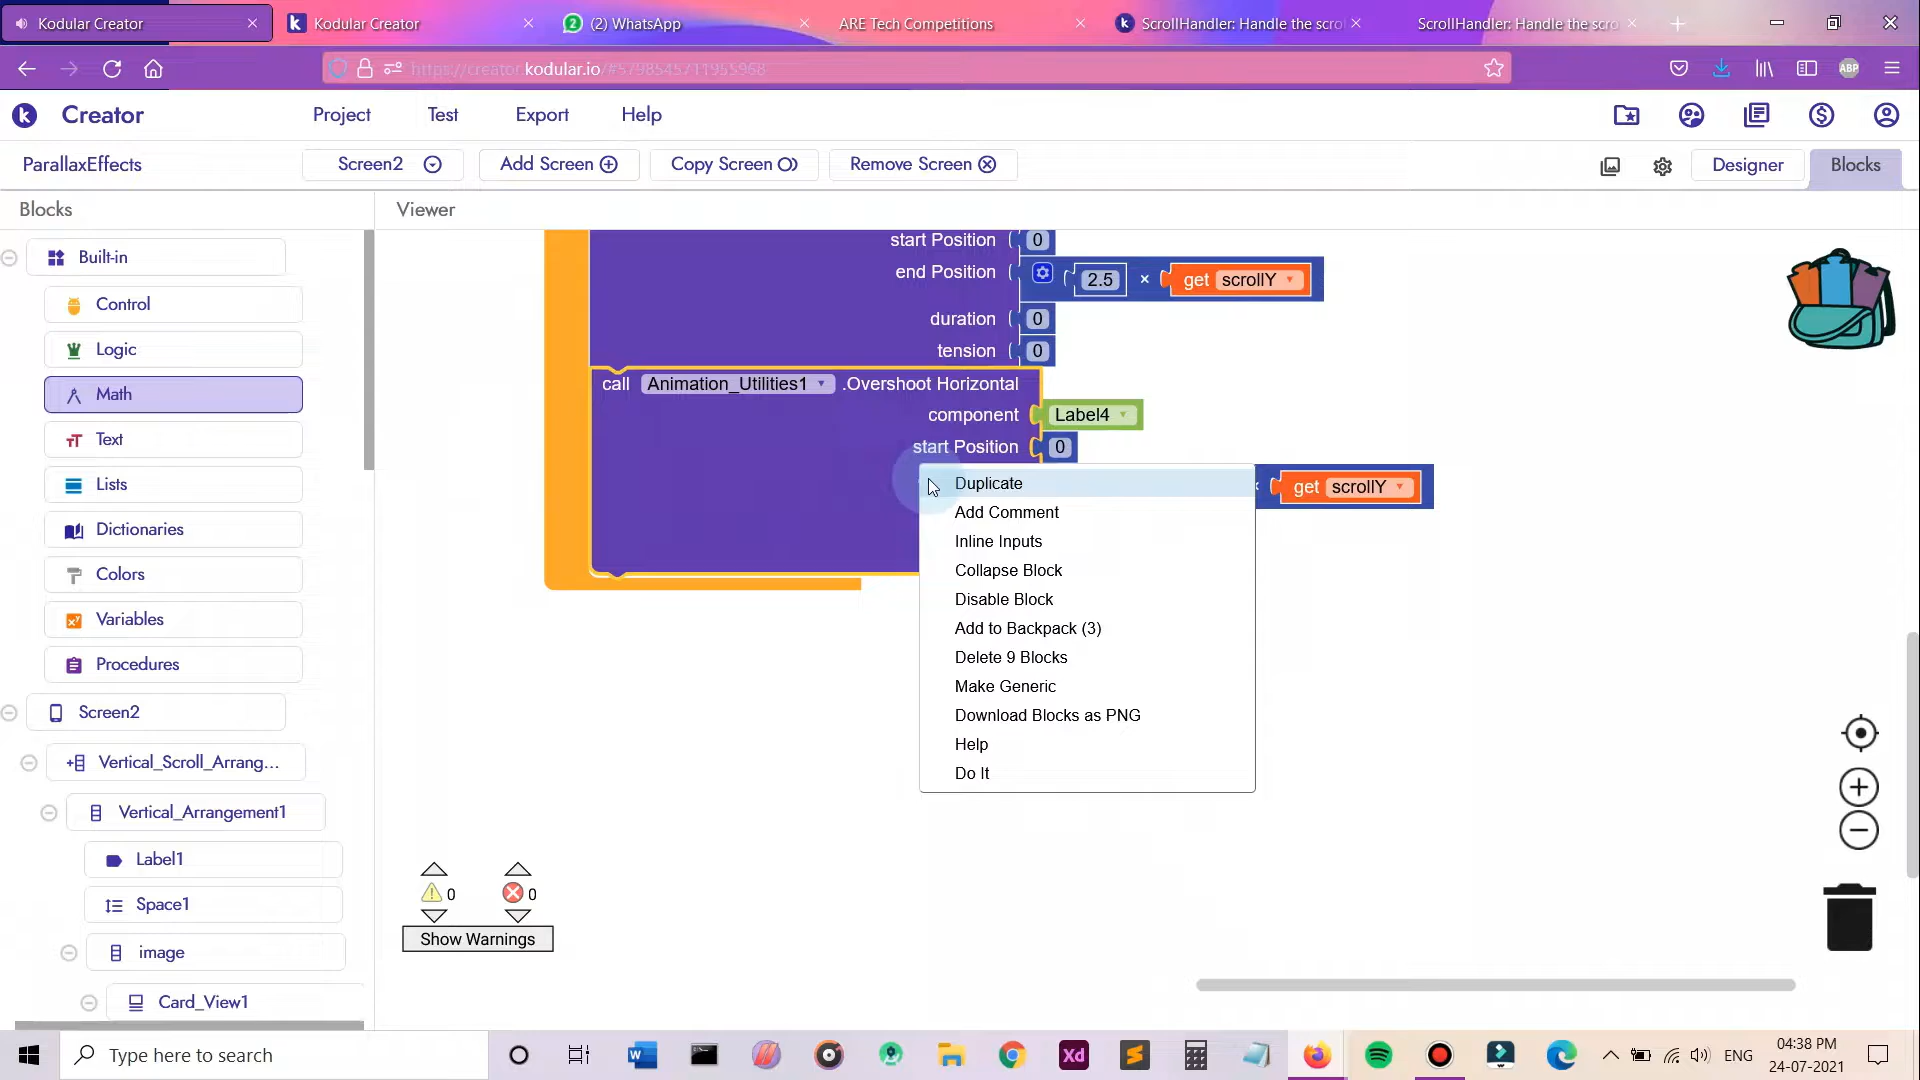 Kodular Creator
Kodular Creator
(2) WhatsApp
ARE Tech Competitions
ScrollHandler: Handle the scro
ScrollHandler: Handle the scro
https://creator.kodular.io/#5798545711955968
ABP
Creator
Project
Test
Export
Help
ParallaxEffects
Screen2
Add Screen
Copy Screen
Remove Screen
Designer
Blocks
Blocks
Viewer
Built-in
Control
Logic
Math
Text
Lists
Dictionaries
Colors
Variables
Procedures
Screen2
Vertical_Scroll_Arrang...
Vertical_Arrangement1
Label1
Space1
image
Card_View1
start Position 0
end Position 2.5 × get scrollY
duration 0
tension 0
call Animation_Utilities1 .Overshoot Horizontal
component Label4
start Position 0
get scrollY
Duplicate
Add Comment
Inline Inputs
Collapse Block
Disable Block
Add to Backpack (3)
Delete 9 Blocks
Make Generic
Download Blocks as PNG
Help
Do It
0
0
Show Warnings
Type here to search
Xd
ENG
04:38 PM
24-07-2021